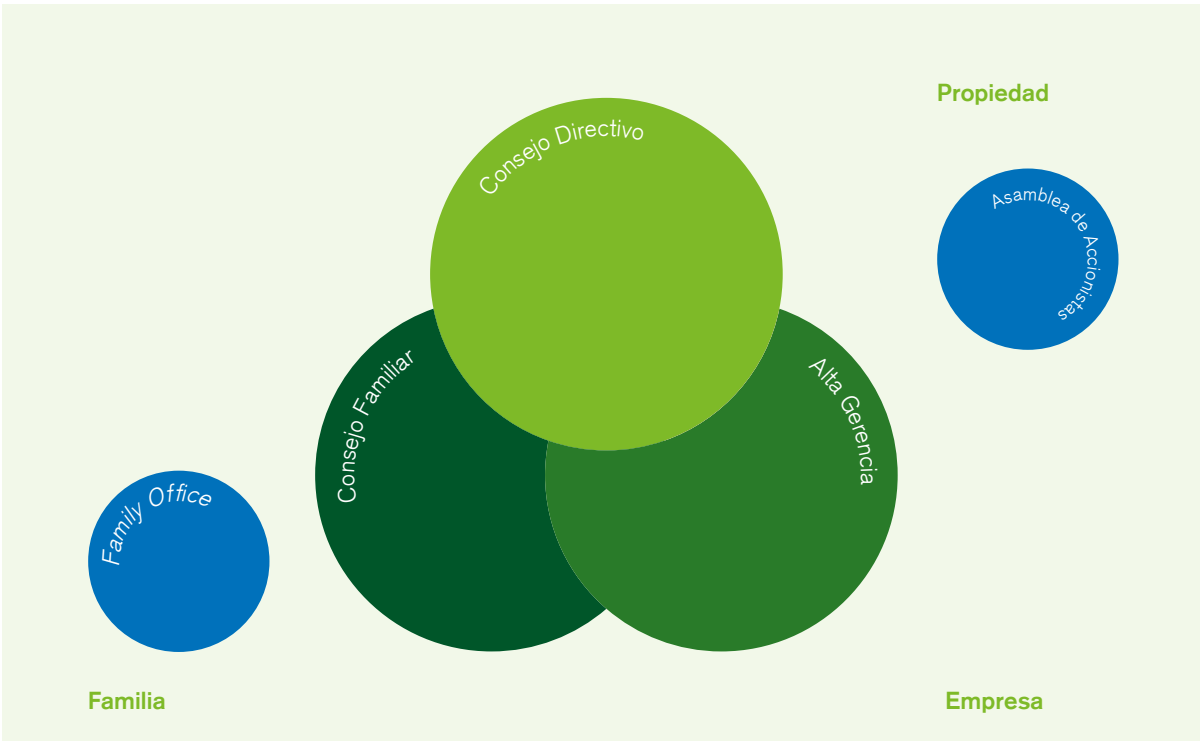 Propiedad
Consejo Directivo
Asamblea de Accionistas
Consejo Familiar
Alta Gerencia
Family Office
Familia
Empresa